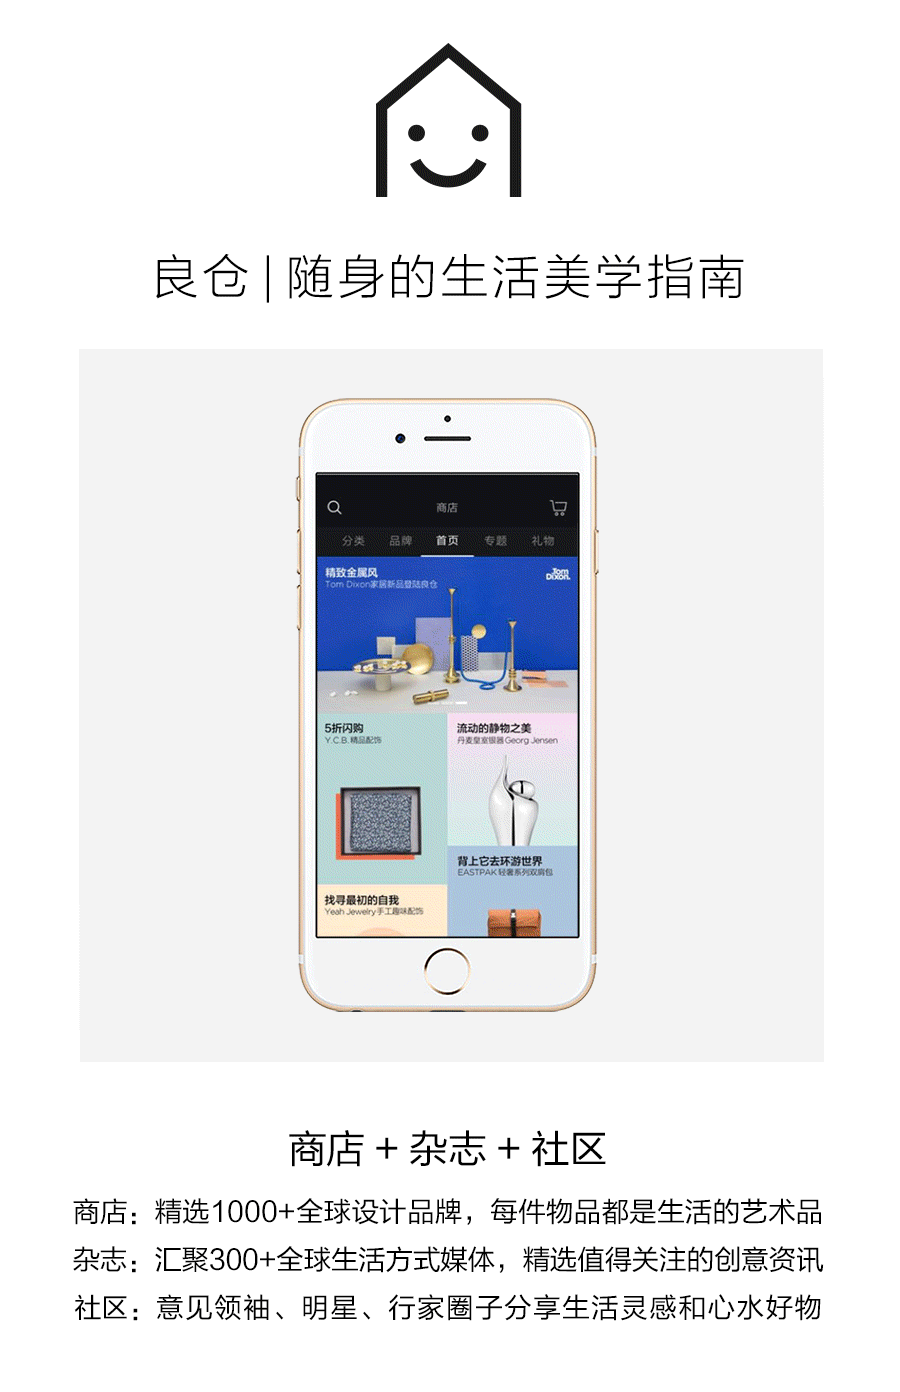 良仓 | 随身的生活美学指南
商店
分类 品牌 首页 专题 礼物
精致金属风
Tom Dixon家居新品登陆良仓
Tom
Dixon.
5折闪购
Y.C.B.精品配饰
流动的静物之美
丹麦皇室银器Georg Jensen
背上它去环游世界
EASTPAK 轻奢系列双肩包
找寻最初的自我
Yeah Jewelry手工趣味配饰
商店 + 杂志 + 社区
商店：精选1000+全球设计品牌，每件物品都是生活的艺术品
杂志：汇聚300+全球生活方式媒体，精选值得关注的创意资讯
社区：意见领袖、明星、行家圈子分享生活灵感和心水好物